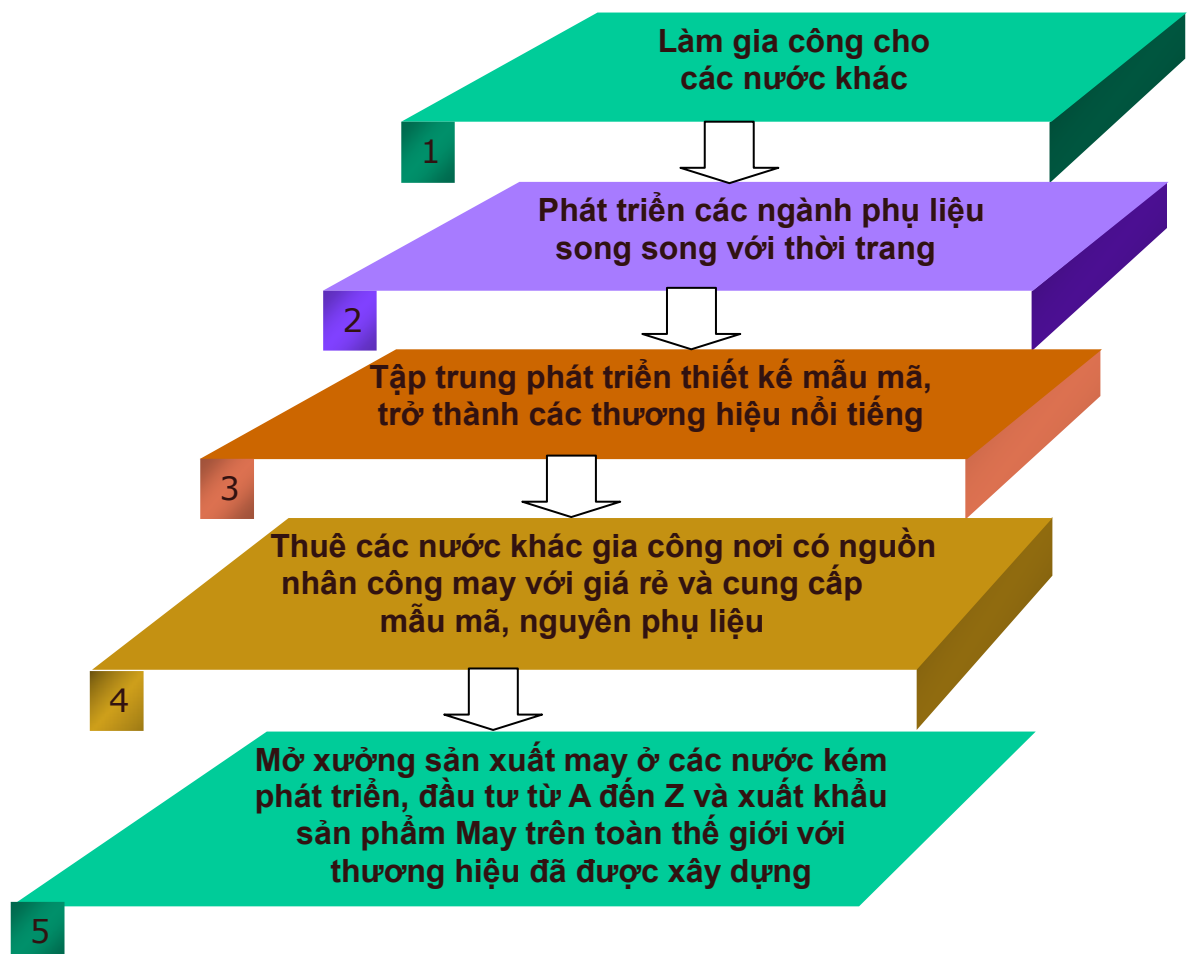 Làm gia công cho
các nước khác
1
Phát triển các ngành phụ liệu
song song với thời trang
2
Tập trung phát triển thiết kế mẫu mã,
trở thành các thương hiệu nổi tiếng
3
Thuê các nước khác gia công nơi có nguồn
nhân công may với giá rẻ và cung cấp
mẫu mã, nguyên phụ liệu
4
Mở xưởng sản xuất may ở các nước kém
phát triển, đầu tư từ A đến Z và xuất khẩu
sản phẩm May trên toàn thế giới với
thương hiệu đã được xây dựng
5